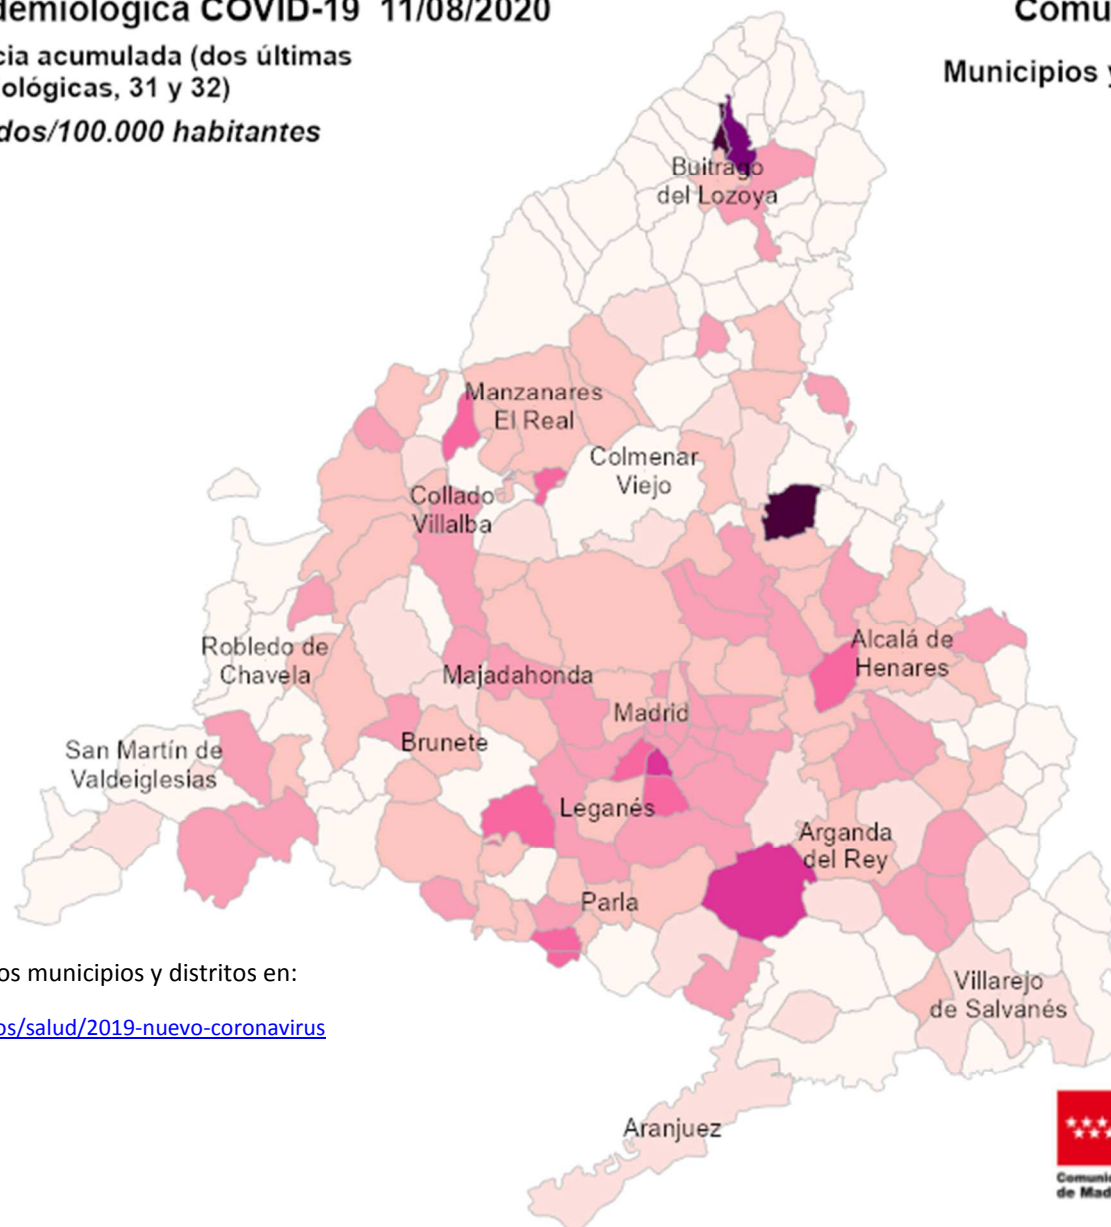 demiológica COVID-19 11/08/2020
cia acumulada (dos últimas
ológicas, 31 y 32)
dos/100.000 habitantes
Comu
Municipios y
Buitrago
del Lozoya
Manzanares
El Real
Colmenar
Viejo
Collado
Villalba
Robledo de
Chavela
Alcalá de
Henares
Majadahonda
Madrid
Brunete
San Martín de
Valdeiglesias
Leganés
Arganda
del Rey
Parla
os municipios y distritos en:
Villarejo
de Salvanés
os/salud/2019-nuevo-coronavirus
Aranjuez
Comuni
de Mad